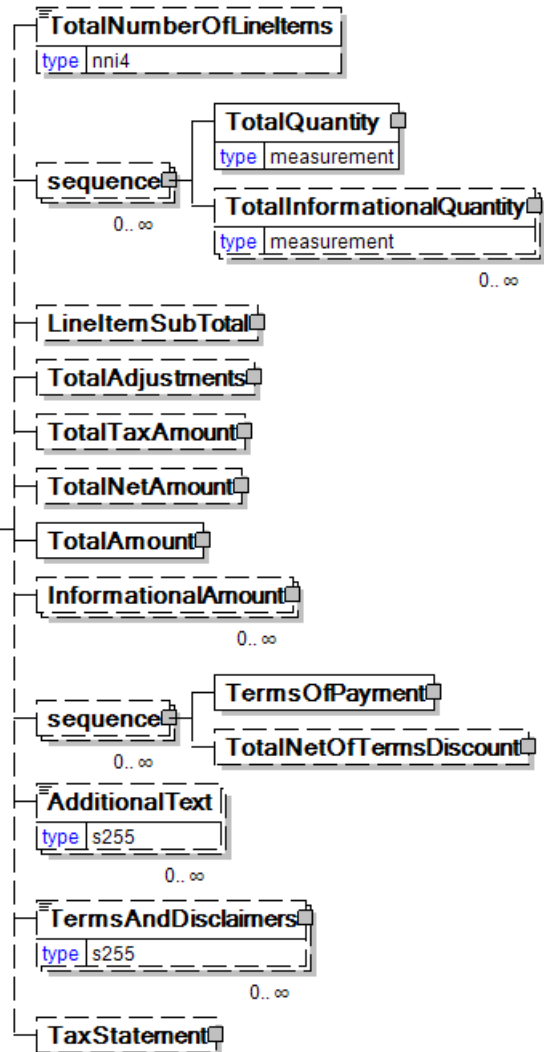 TotalNumberOfLineItems
type nni4
TotalQuantity
type measurement
sequence
0.. ∞
TotalInformationalQuantity
type measurement
0.. ∞
LineItemSubTotal
TotalAdjustments
TotalTaxAmount
TotalNetAmount
TotalAmount
InformationalAmount
0.. ∞
TermsOfPayment
sequence
0.. ∞
TotalNetOfTermsDiscount
AdditionalText
type s255
0.. ∞
TermsAndDisclaimers
type s255
0.. ∞
TaxStatement